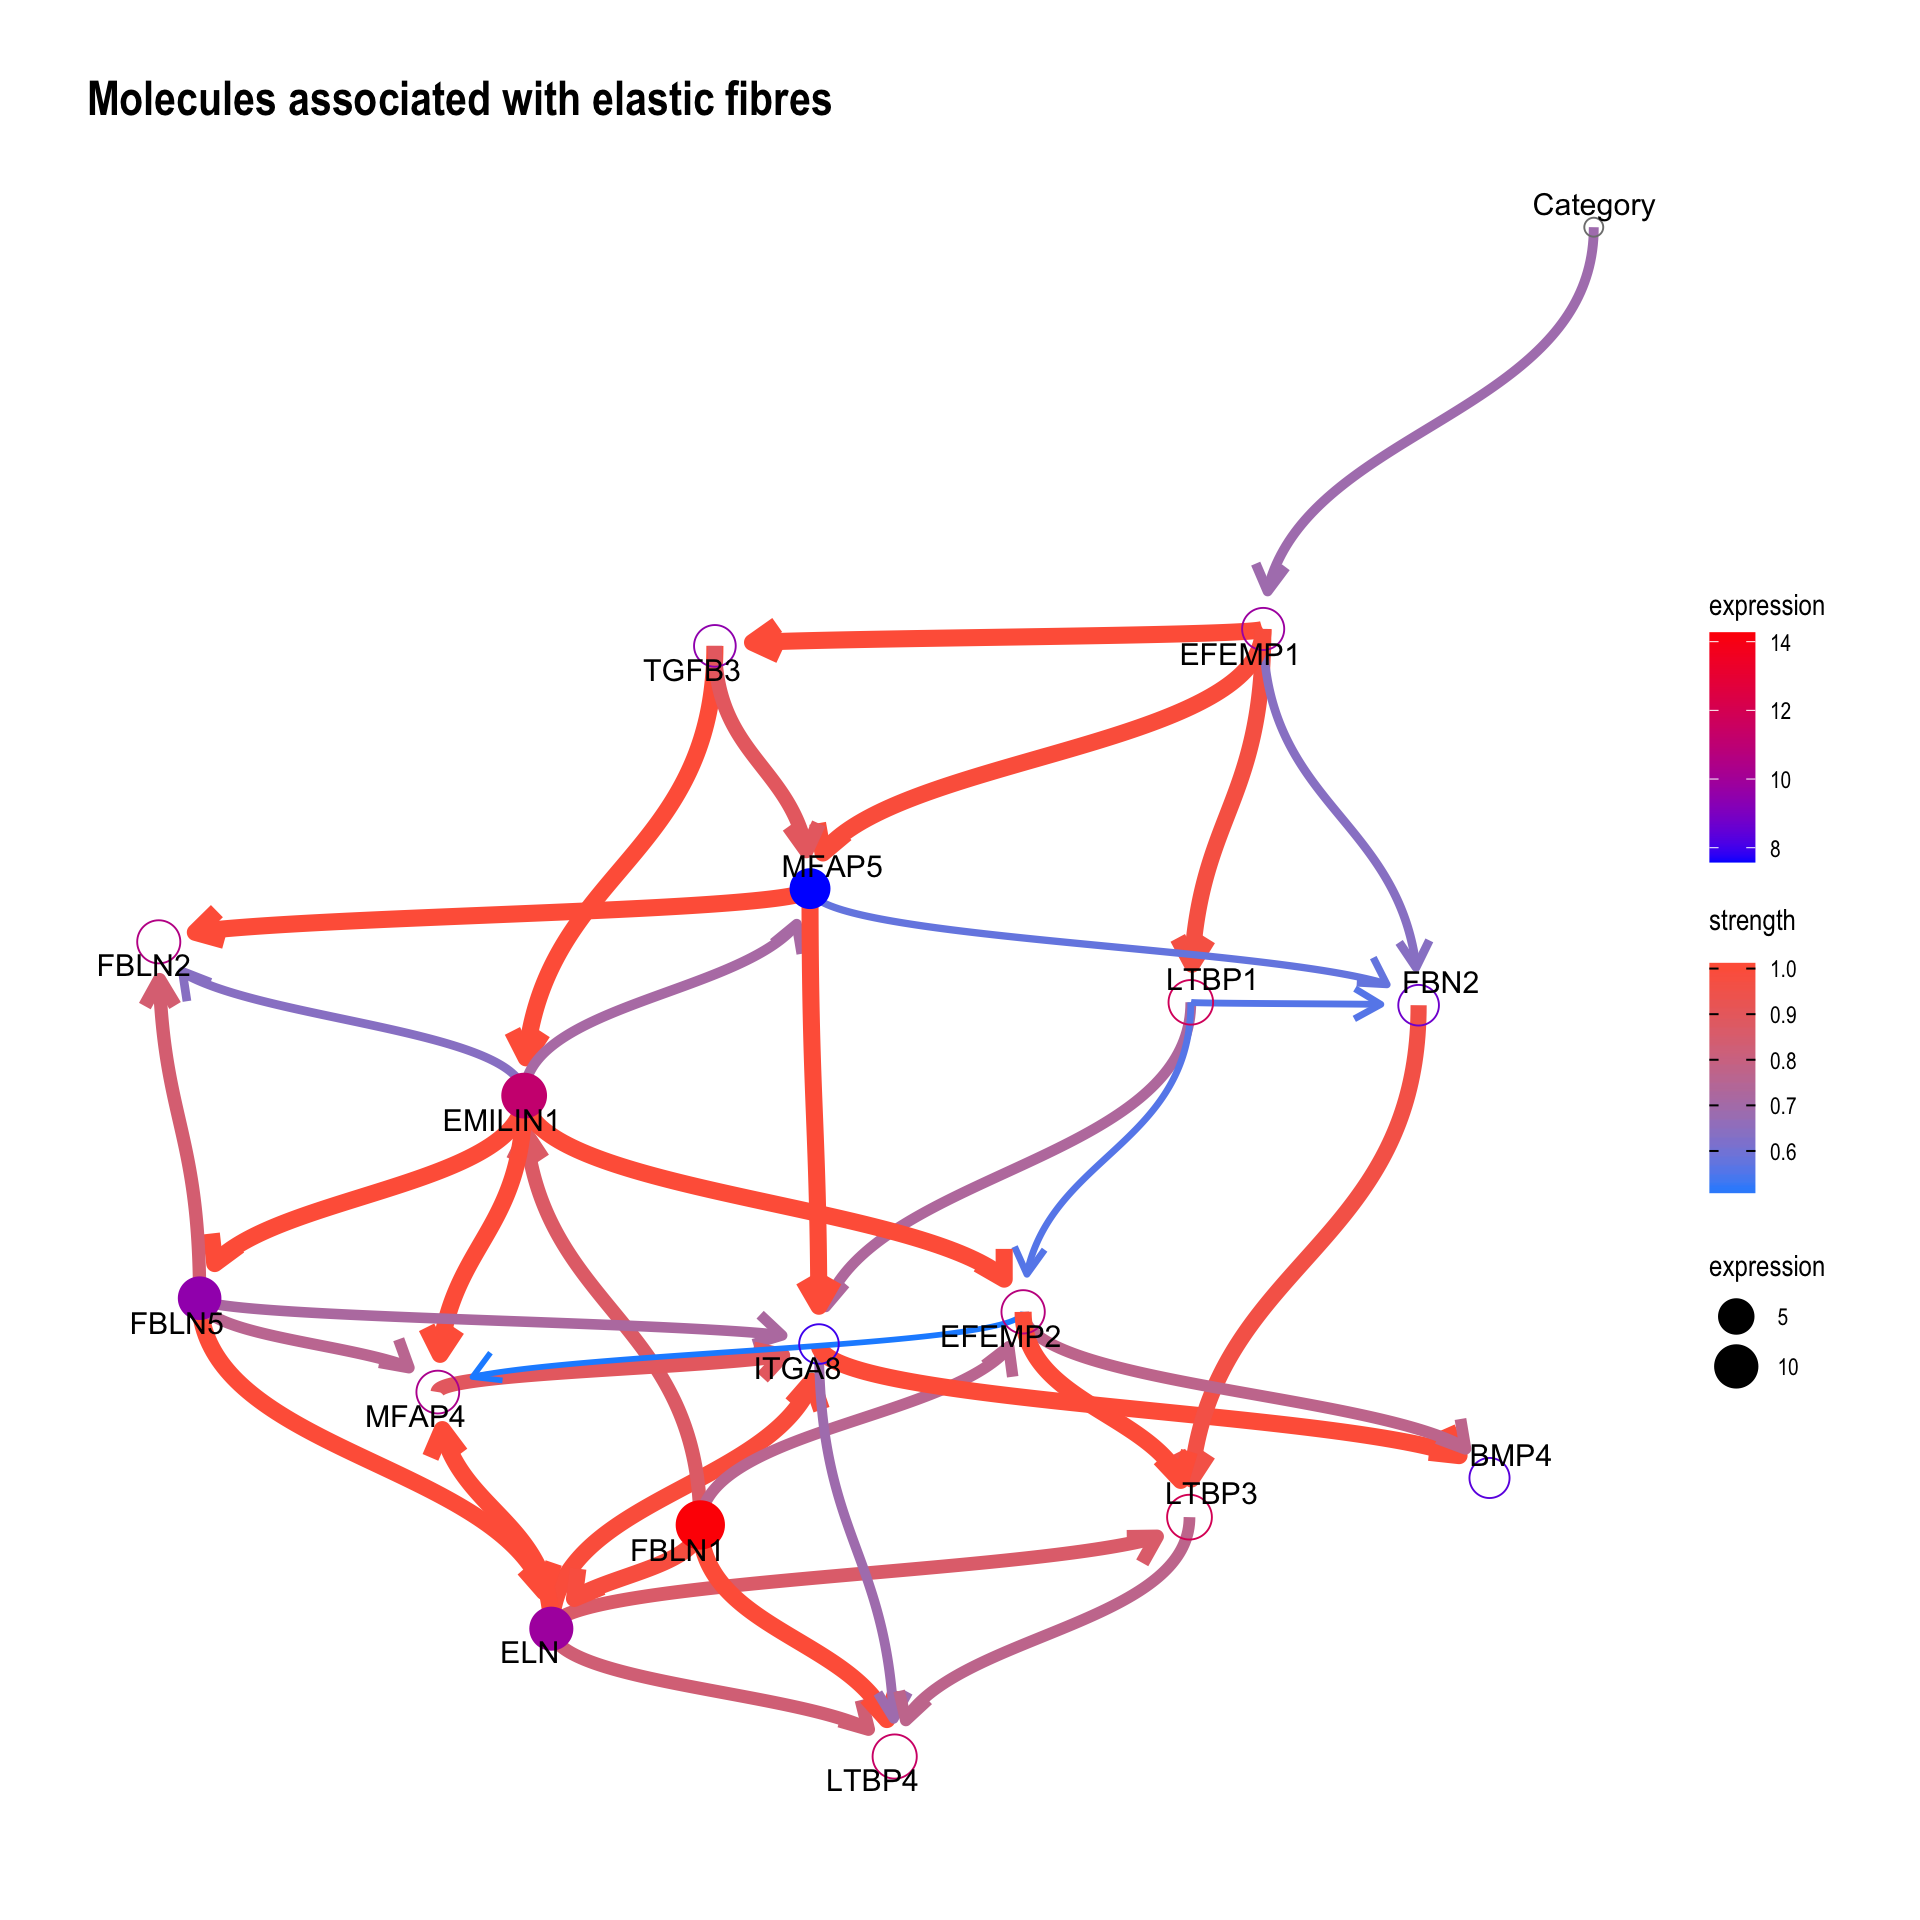 Molecules associated with elastic fibres
Category
EFEMP1
TGFB3
MFAP5
FBLN2
LTBP1
FBN2
EMILIN1
FBLN5
EFEMP2
ITGA8
MFAP4
BMP4
LTBP3
FBLN1
ELN
LTBP4
expression
14
12
10
8
strength
1.0
0.9
0.8
0.7
0.6
expression
5
10